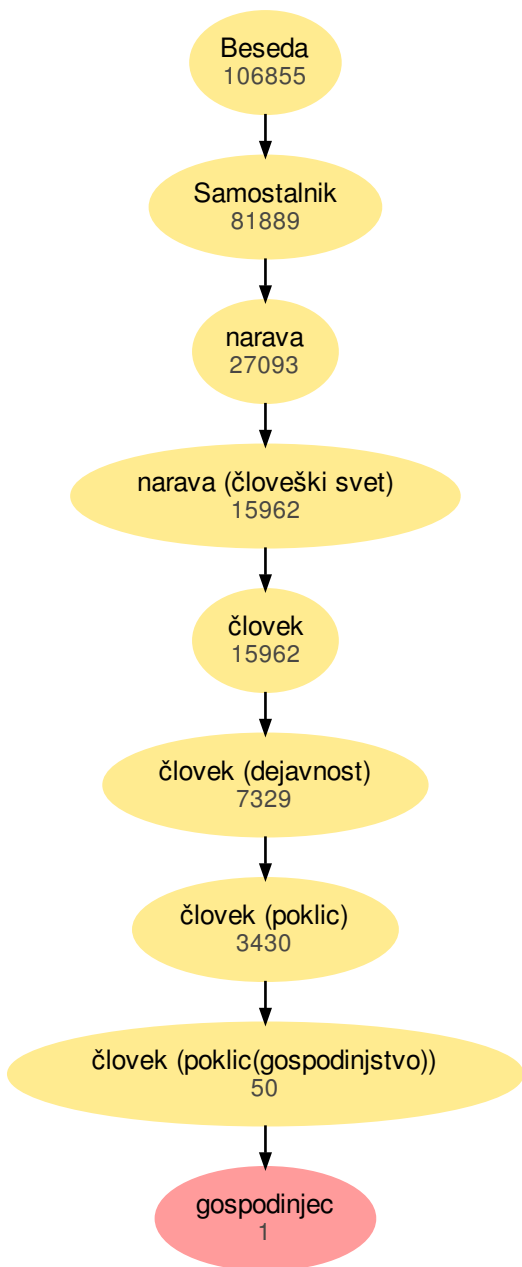 Beseda
106855
Samostalnik
81889
narava
27093
narava (človeški svet)
15962
človek
15962
človek (dejavnost)
7329
človek (poklic)
3430
človek (poklic(gospodinjstvo))
50
gospodinjec
1